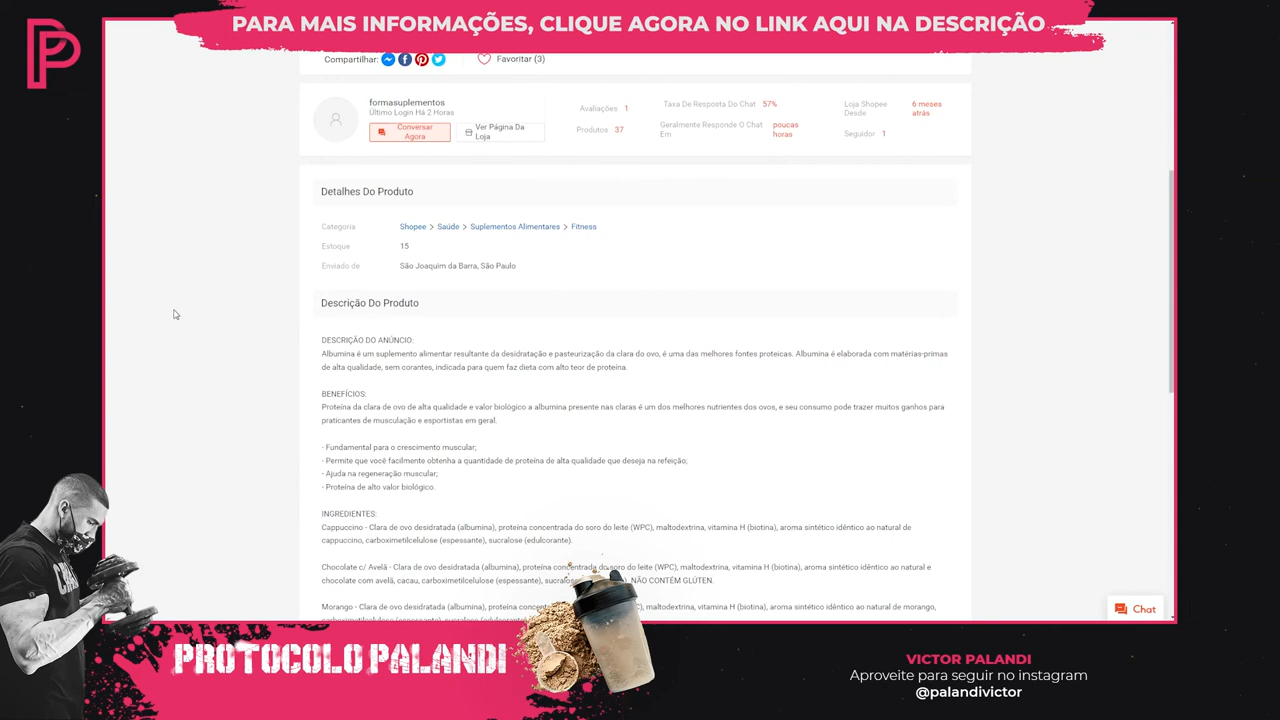 PARA MAIS INFORMAÇÕES, CLIQUE AGORA NO LINK AQUI NA DESCRIÇÃO
Compartilhar:
Favoritar (3)
formasuplementos
Último Login Há 2 Horas
Conversar Agora
Ver Página Da Loja
Avaliações 1
Produtos 37
Taxa De Resposta Do Chat 57%
Geralmente Responde O Chat Em poucas horas
Loja Shopee Desde 6 meses atrás
Seguidor 1
Detalhes Do Produto
Categoria Shopee > Saúde > Suplementos Alimentares > Fitness
Estoque 15
Enviado de São Joaquim da Barra, São Paulo
Descrição Do Produto
DESCRIÇÃO DO ANÚNCIO:
Albumina é um suplemento alimentar resultante da desidratação e pasteurização da clara do ovo, é uma das melhores fontes proteicas. Albumina é elaborada com matérias-primas
de alta qualidade, sem corantes, indicada para quem faz dieta com alto teor de proteína.
BENEFÍCIOS:
Proteína da clara de ovo de alta qualidade e valor biológico a albumina presente nas claras é um dos melhores nutrientes dos ovos, e seu consumo pode trazer muitos ganhos para
praticantes de musculação e esportistas em geral.
- Fundamental para o crescimento muscular;
- Permite que você facilmente obtenha a quantidade de proteína de alta qualidade que deseja na refeição;
- Ajuda na regeneração muscular;
- Proteína de alto valor biológico.
INGREDIENTES:
Cappuccino - Clara de ovo desidratada (albumina), proteína concentrada do soro do leite (WPC), maltodextrina, vitamina H (biotina), aroma sintético idêntico ao natural de
cappuccino, carboximetilcelulose (espessante), sucralose (edulcorante).
Chocolate c/ Avelã - Clara de ovo desidratada (albumina), proteína concentrada do soro do leite (WPC), maltodextrina, vitamina H (biotina), aroma sintético idêntico ao natural e
chocolate com avelã, cacau, carboximetilcelulose (espessante), NÃO CONTÉM GLÚTEN.
Morango - Clara de ovo desidratada (albumina), proteína maltodextrina, vitamina H (biotina), aroma sintético idêntico ao natural de morango,
Chat
PROTOCOLO PALANDI
VICTOR PALANDI
Aproveite para seguir no instagram
@palandivictor